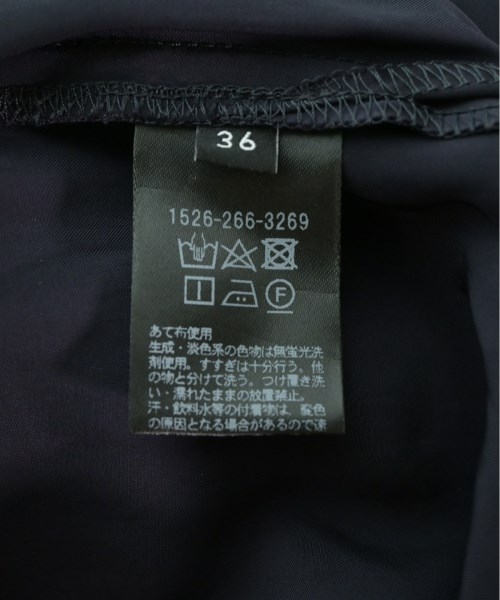 36
1526-266-3269
F
あて布使用
生成・淡色系の色物は無蛍光洗
剤使用。すすぎは十分行う、他
の物と分けて洗う。つけ置き洗
い・濡れたままの放置禁止。
汗・飲料水等の付着物は、変色
の原因となる場合があるので速